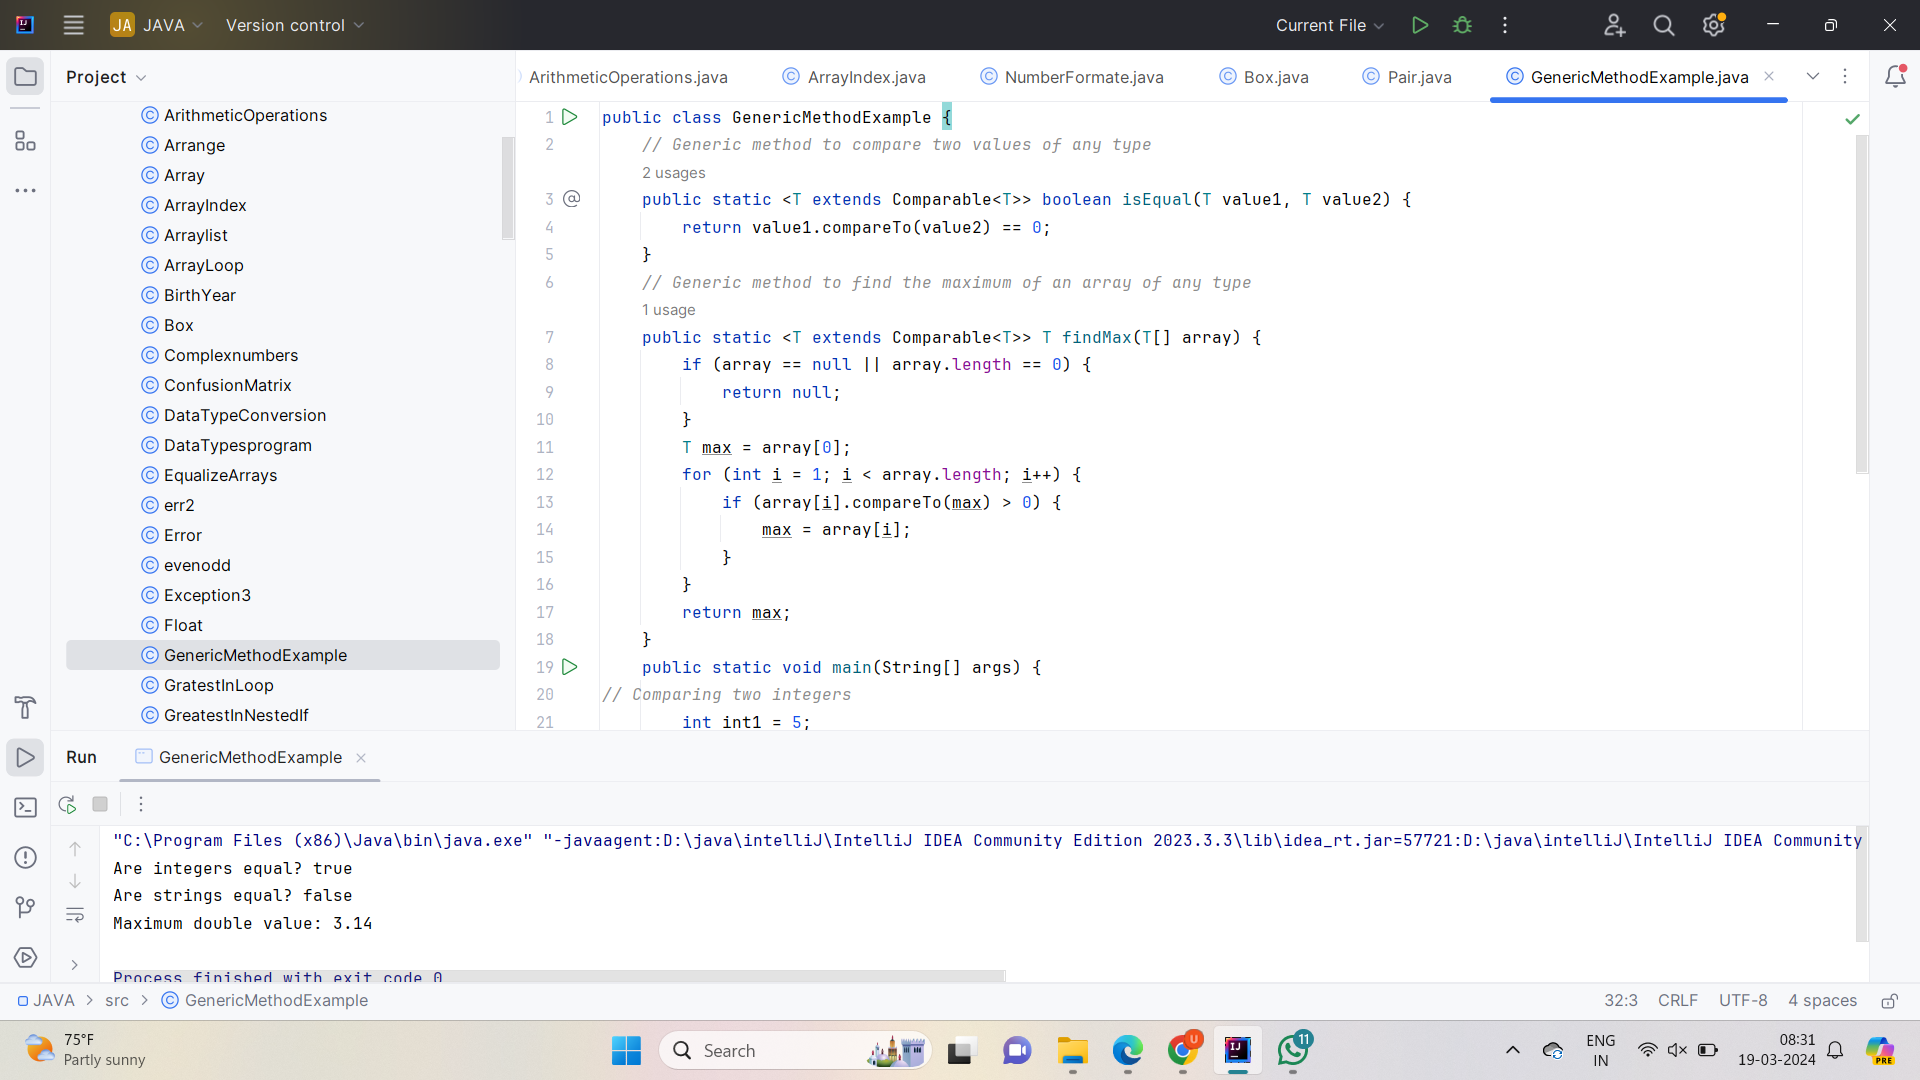 JA JAVA Version control Current File
Project
ArithmeticOperations.java ArrayIndex.java NumberFormate.java Box.java Pair.java GenericMethodExample.java
ArithmeticOperations
Arrange
Array
ArrayIndex
Arraylist
ArrayLoop
BirthYear
Box
Complexnumbers
ConfusionMatrix
DataTypeConversion
DataTypesprogram
EqualizeArrays
err2
Error
evenodd
Exception3
Float
GenericMethodExample
GratestInLoop
GreatestInNestedIf
1 public class GenericMethodExample {
2 // Generic method to compare two values of any type
2 usages
3 @ public static <T extends Comparable<T>> boolean isEqual(T value1, T value2) {
4 return value1.compareTo(value2) == 0;
5 }
6 // Generic method to find the maximum of an array of any type
1 usage
7 public static <T extends Comparable<T>> T findMax(T[] array) {
8 if (array == null || array.length == 0) {
9 return null;
10 }
11 T max = array[0];
12 for (int i = 1; i < array.length; i++) {
13 if (array[i].compareTo(max) > 0) {
14 max = array[i];
15 }
16 }
17 return max;
18 }
19 public static void main(String[] args) {
20 // Comparing two integers
21 int int1 = 5;
Run GenericMethodExample
"C:\Program Files (x86)\Java\bin\java.exe" "-javaagent:D:\java\intelliJ\IntelliJ IDEA Community Edition 2023.3.3\lib\idea_rt.jar=57721:D:\java\intelliJ\IntelliJ IDEA Community
Are integers equal? true
Are strings equal? false
Maximum double value: 3.14
Process finished with exit code 0
JAVA > src > GenericMethodExample 32:3 CRLF UTF-8 4 spaces
75°F
Partly sunny
Search
U
IJ
11
ENG
IN
08:31
19-03-2024
PRE